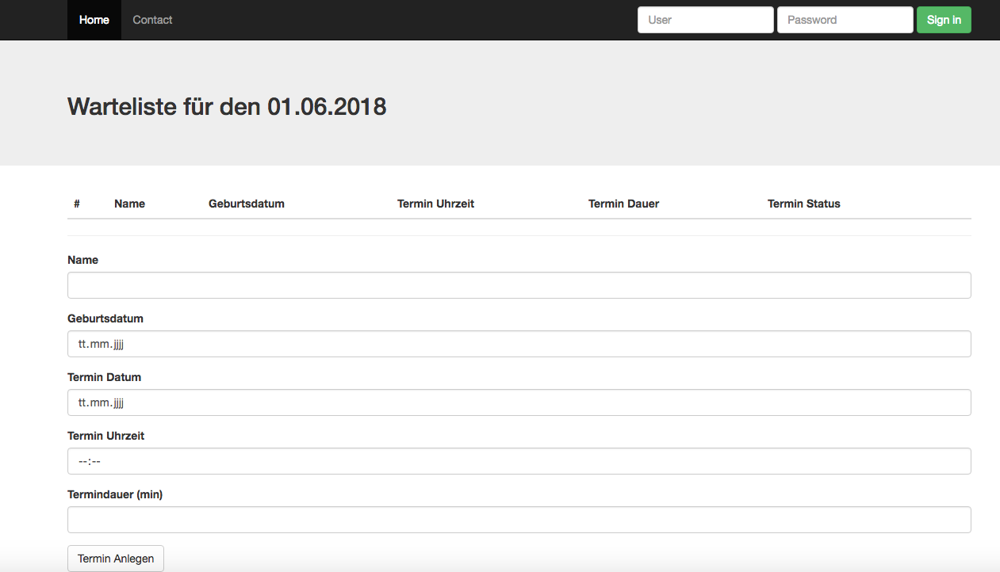 Home Contact User Password Sign in
Warteliste für den 01.06.2018
# Name Geburtsdatum Termin Uhrzeit Termin Dauer Termin Status
Name
Geburtsdatum
tt.mm.jjjj
Termin Datum
tt.mm.jjjj
Termin Uhrzeit
--:--
Termindauer (min)
Termin Anlegen